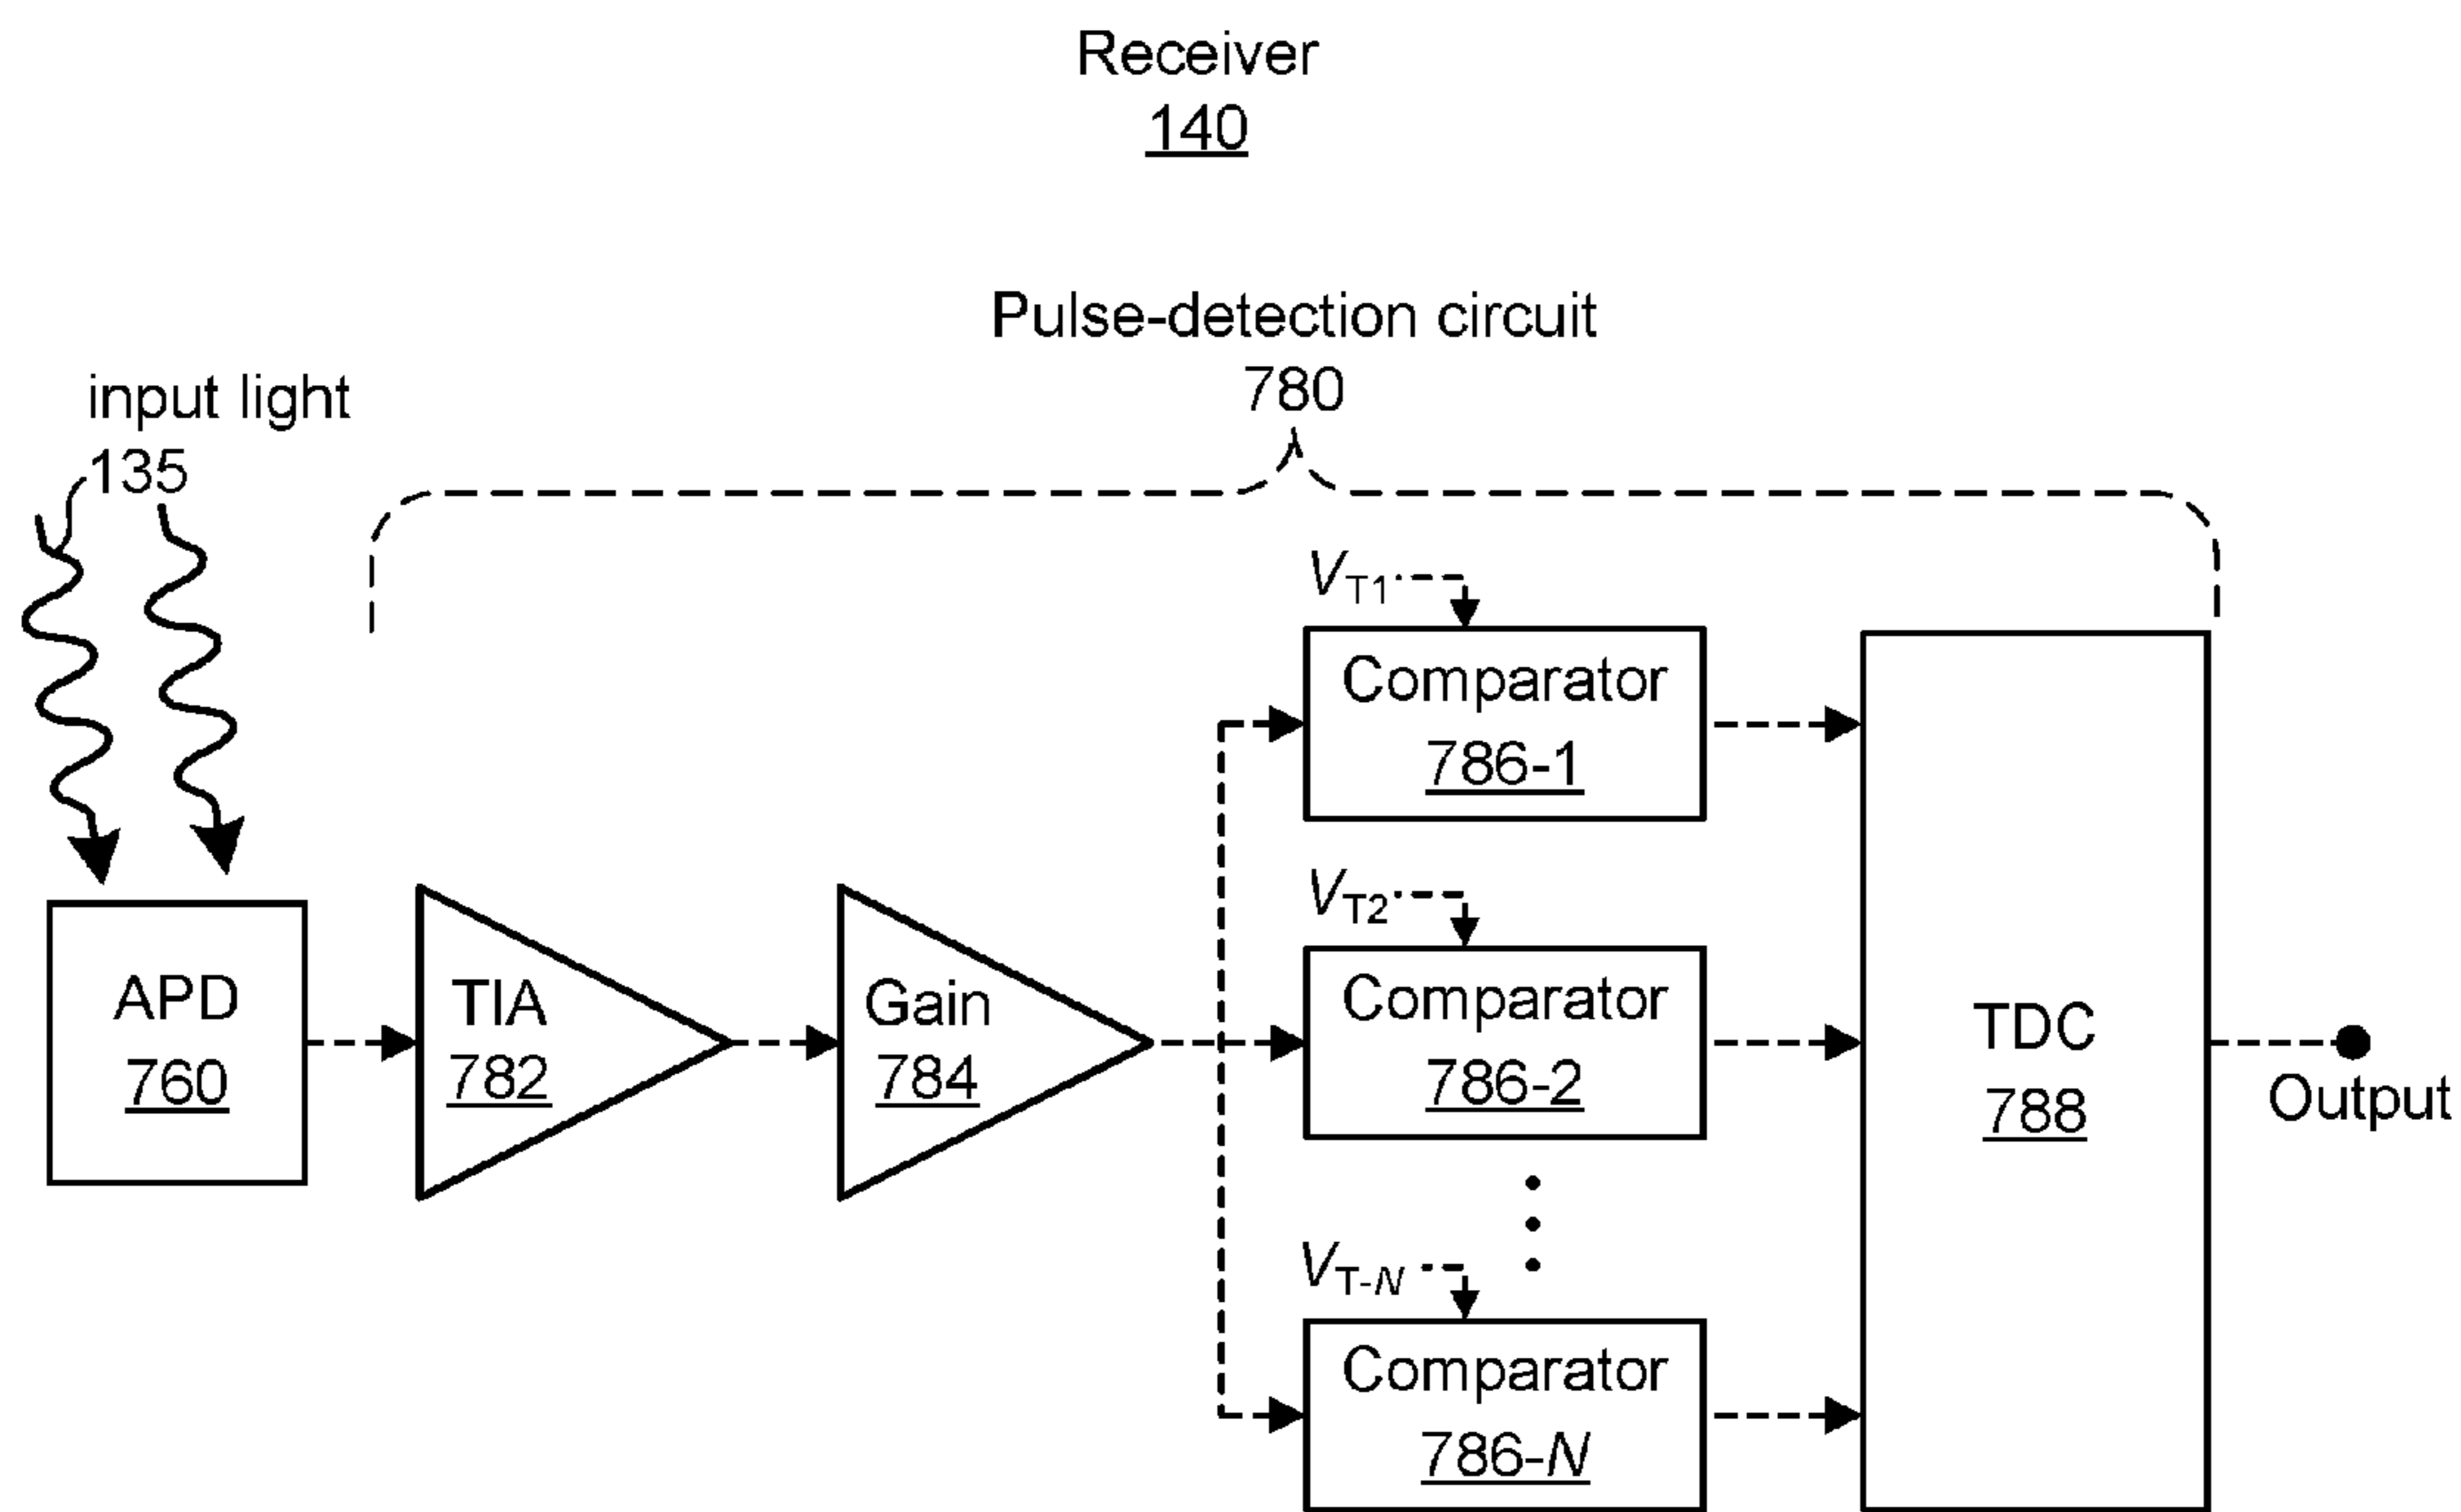 Receiver
140
Pulse-detection circuit
780
input light
135
VT1
Comparator
786-1
VT2
Comparator
786-2
VT-N
Comparator
786-N
APD
760
TIA
782
Gain
784
TDC
788
Output